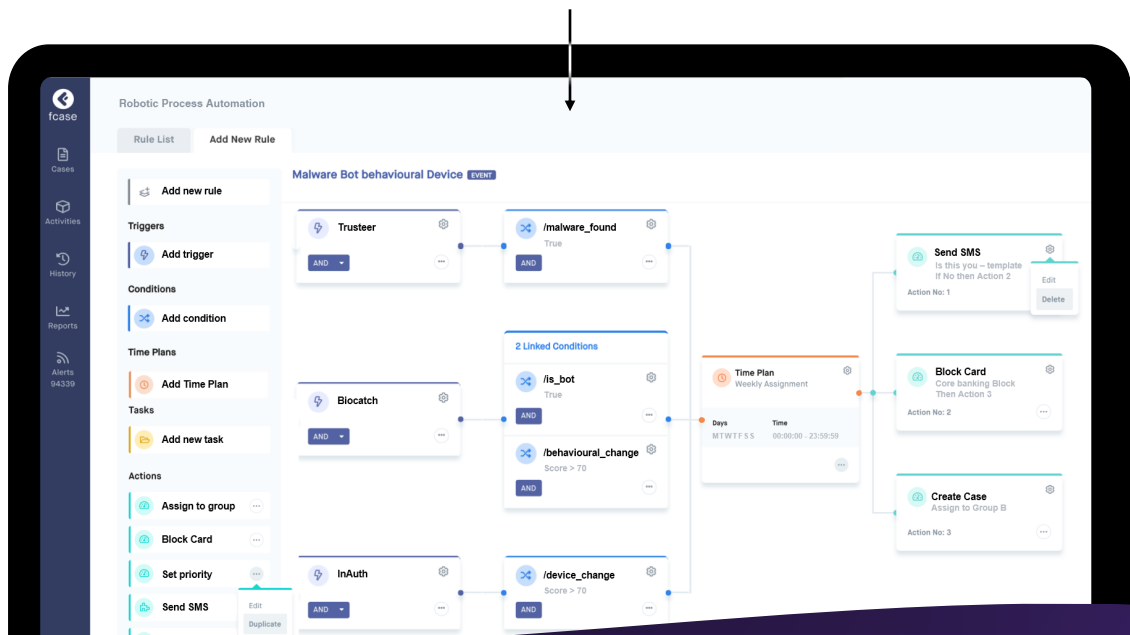 fcase
Cases
Activities
History
Reports
Alerts
94339
Robotic Process Automation
Rule List
Add New Rule
Add new rule
Triggers
Add trigger
Conditions
Add condition
Time Plans
Add Time Plan
Tasks
Add new task
Actions
Assign to group
Block Card
Set priority
Send SMS
Edit
Duplicate
Malware Bot behavioural Device EVENT
Trusteer
AND
/malware_found
True
AND
Biocatch
AND
2 Linked Conditions
/is_bot
True
AND
/behavioural_change
Score > 70
AND
InAuth
AND
/device_change
Score > 70
AND
Time Plan
Weekly Assignment
Days
Time
M T W T F S S
00:00:00 - 23:59:59
Send SMS
Is this you – template
If No then Action 2
Action No: 1
Edit
Delete
Block Card
Core banking Block
Then Action 3
Action No: 2
Create Case
Assign to Group B
Action No: 3